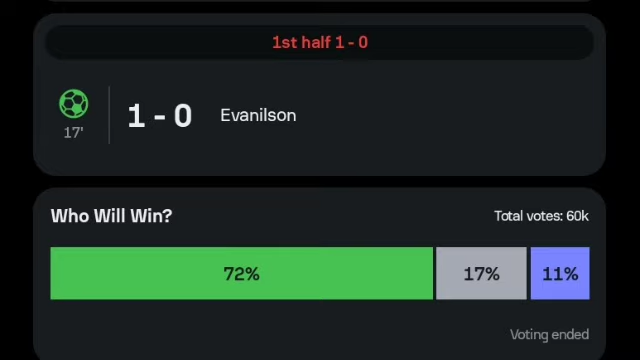 1st half 1 - 0
17'
1 - 0
Evanilson
Who Will Win?
Total votes: 60k
72%
17%
11%
Voting ended